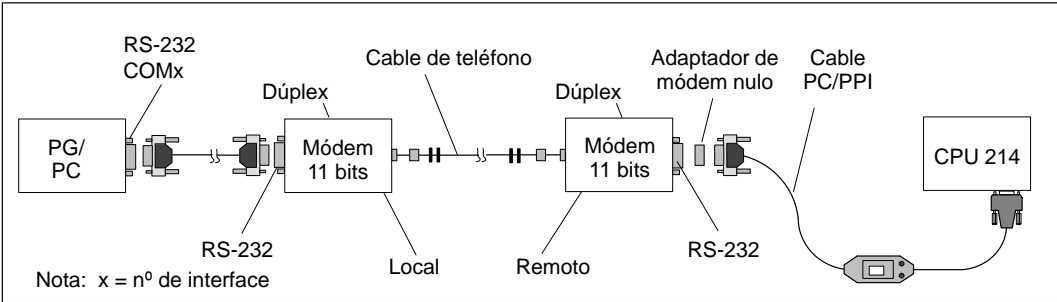 RS-232
COMx
Cable de teléfono
Adaptador de
módem nulo
Cable
PC/PPI
Dúplex
Dúplex
PG/
PC
Módem
11 bits
Módem
11 bits
CPU 214
RS-232
Local
Remoto
RS-232
Nota: x = nº de interface